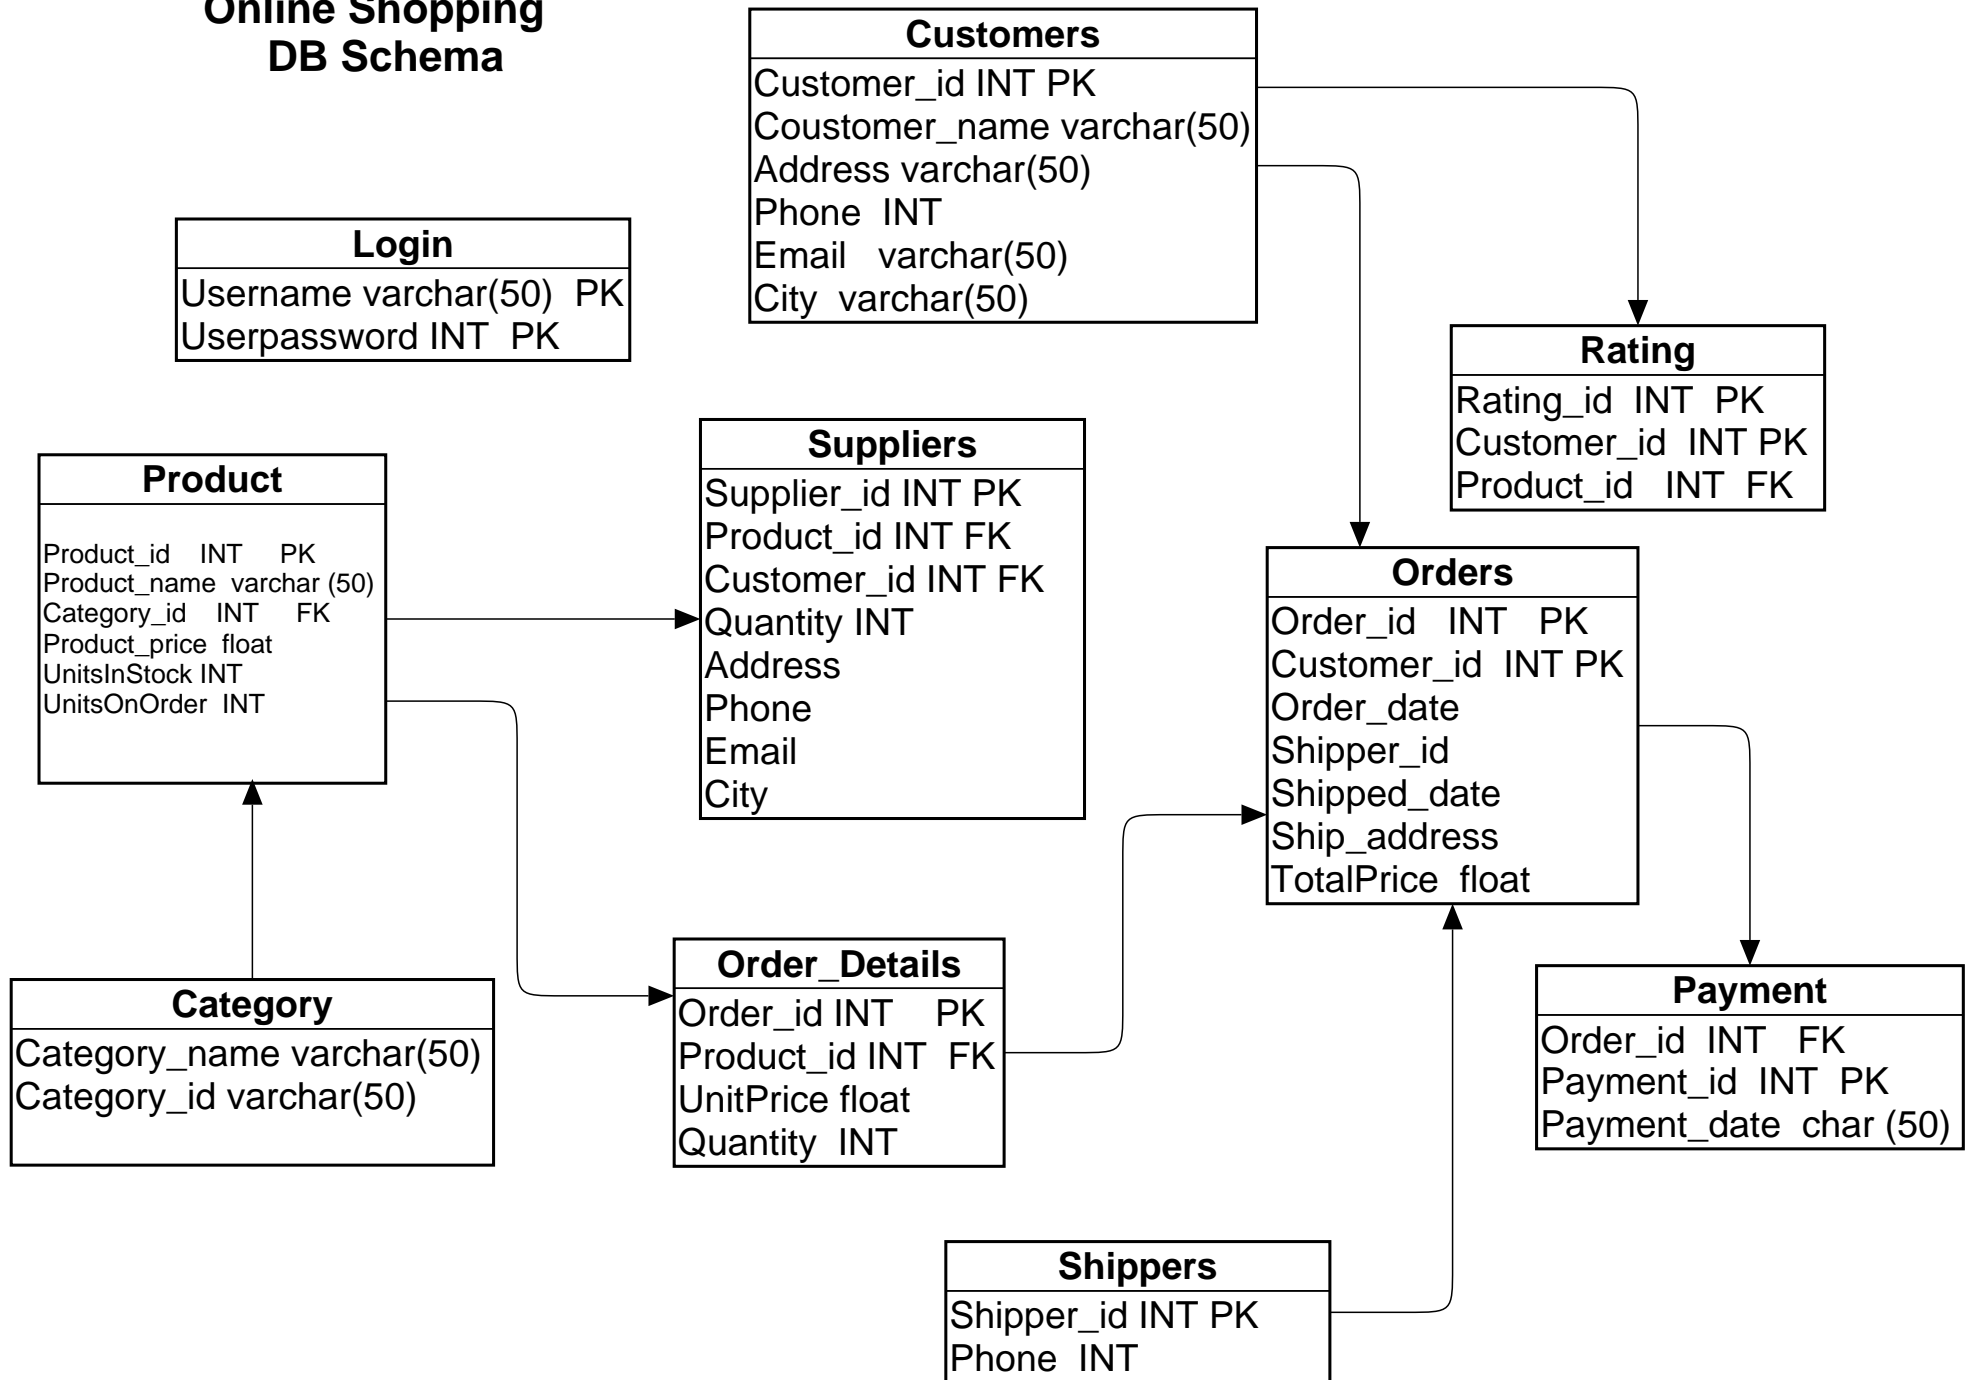 Online Shopping
DB Schema
Customers
Customer_id INT PK
Coustomer_name varchar(50)
Address varchar(50)
Phone INT
Email varchar(50)
City varchar(50)
Login
Username varchar(50) PK
Userpassword INT PK
Rating
Rating_id INT PK
Customer_id INT PK
Product_id INT FK
Suppliers
Supplier_id INT PK
Product_id INT FK
Customer_id INT FK
Quantity INT
Address
Phone
Email
City
Product
Product_id INT PK
Product_name varchar (50)
Category_id INT FK
Product_price float
UnitsInStock INT
UnitsOnOrder INT
Orders
Order_id INT PK
Customer_id INT PK
Order_date
Shipper_id
Shipped_date
Ship_address
TotalPrice float
Category
Category_name varchar(50)
Category_id varchar(50)
Order_Details
Order_id INT PK
Product_id INT FK
UnitPrice float
Quantity INT
Payment
Order_id INT FK
Payment_id INT PK
Payment_date char (50)
Shippers
Shipper_id INT PK
Phone INT